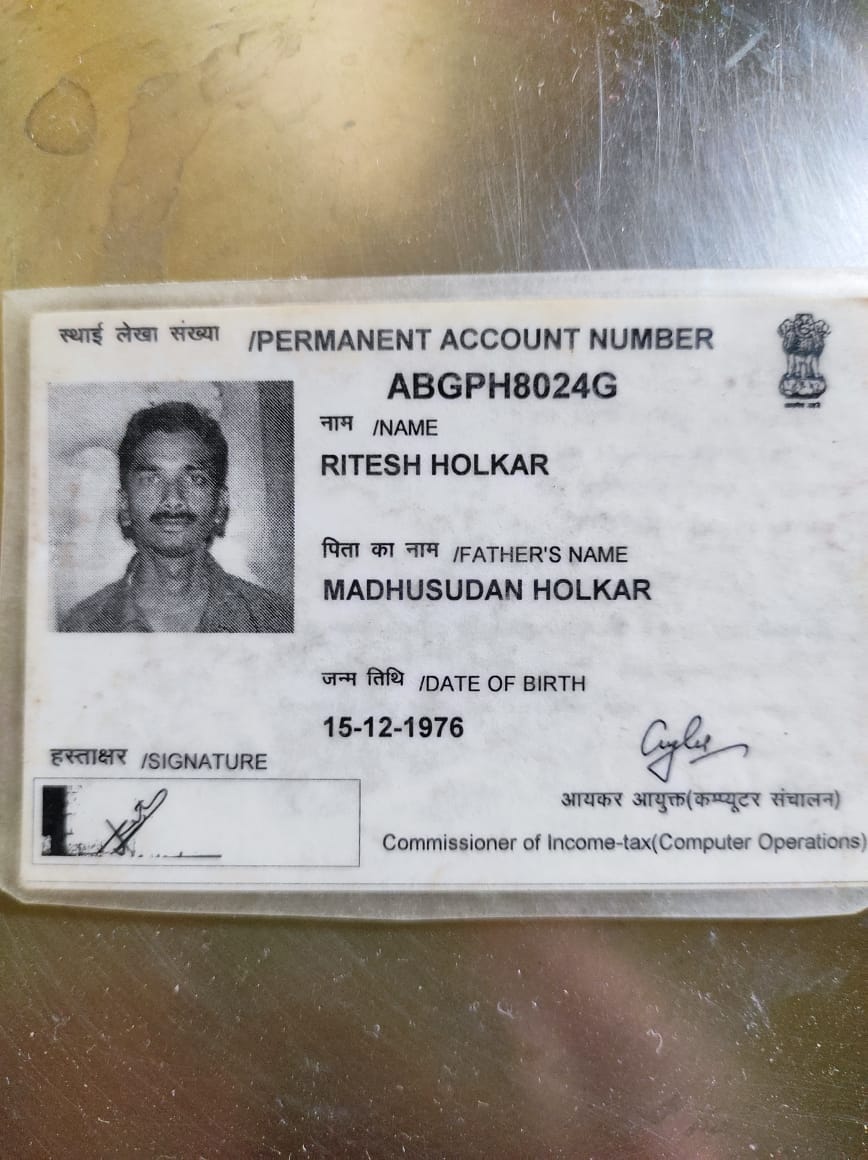 स्थाई लेखा संख्या /PERMANENT ACCOUNT NUMBER
ABGPH8024G
नाम /NAME
RITESH HOLKAR
पिता का नाम /FATHER'S NAME
MADHUSUDAN HOLKAR
जन्म तिथि /DATE OF BIRTH
15-12-1976
हस्ताक्षर /SIGNATURE
आयकर आयुक्त(कम्प्यूटर संचालन)
Commissioner of Income-tax(Computer Operations)